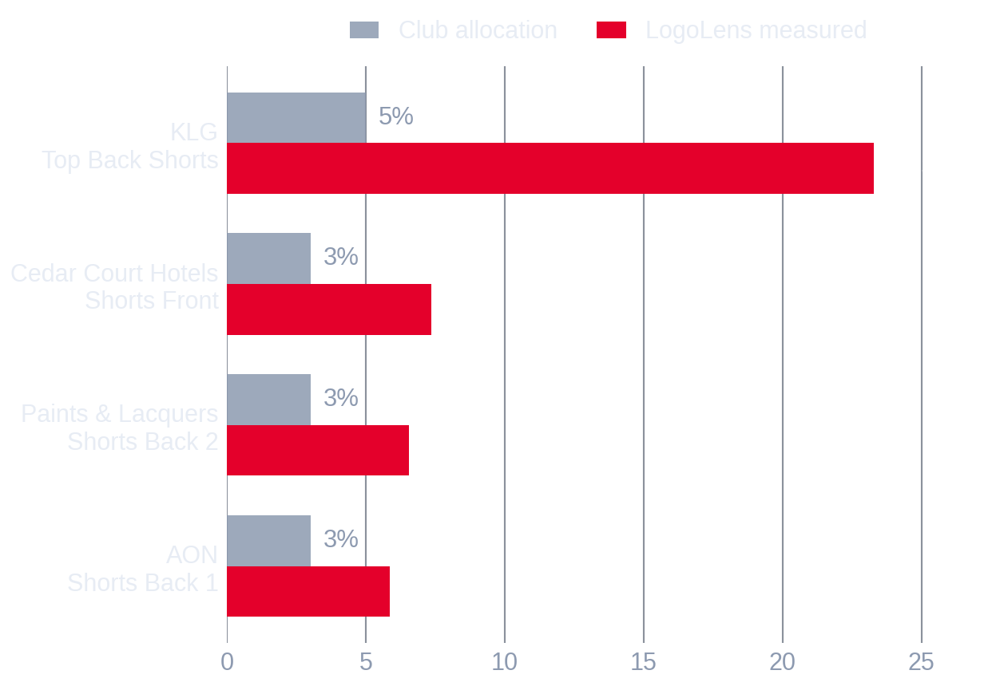 Club allocation LogoLens measured
5%
KLG
Top Back Shorts
3%
Cedar Court Hotels
Shorts Front
3%
Paints & Lacquers
Shorts Back 2
3%
AON
Shorts Back 1
0 5 10 15 20 25